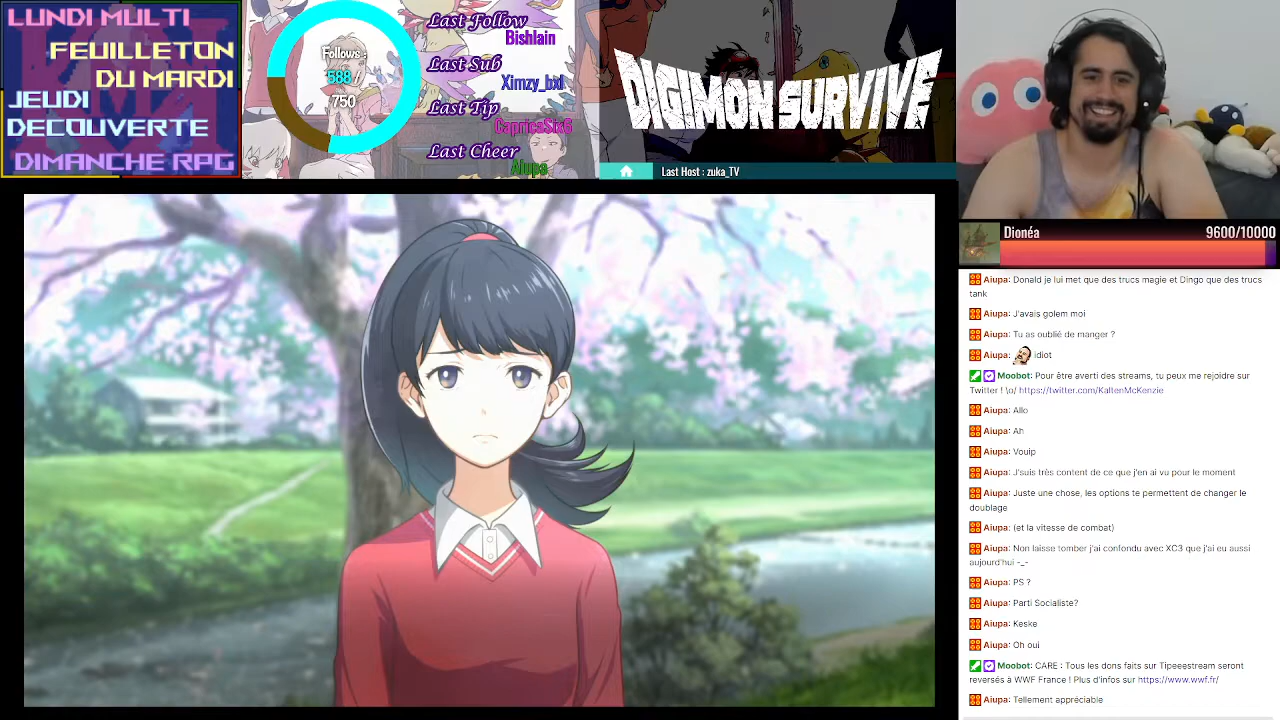 LUNDI MULTI
FEUILLETON
DU MARDI
JEUDI
DECOUVERTE
DIMANCHE RPG
Follows :
588 /
750
Last Follow
Bishlain
Last Sub
Ximzy_bxl
Last Tip
CapricaSix6
Last Cheer
Aiupa
DIGIMON SURVIVE
Last Host : zuka_TV
Dionéa 9600/10000
Aiupa: Donald je lui met que des trucs magie et Dingo que des trucs
tank
Aiupa: J'avais golem moi
Aiupa: Tu as oublié de manger ?
Aiupa: idiot
Moobot: Pour être averti des streams, tu peux me rejoindre sur
Twitter ! \o/ https://twitter.com/KaltenMcKenzie
Aiupa: Allo
Aiupa: Ah
Aiupa: Vouip
Aiupa: J'suis très content de ce que j'en ai vu pour le moment
Aiupa: Juste une chose, les options te permettent de changer le
doublage
Aiupa: (et la vitesse de combat)
Aiupa: Non laisse tomber j'ai confondu avec XC3 que j'ai eu aussi
aujourd'hui -_-
Aiupa: PS ?
Aiupa: Parti Socialiste?
Aiupa: Keske
Aiupa: Oh oui
Moobot: CARE : Tous les dons faits sur Tipeeestream seront
reversés à WWF France ! Plus d'infos sur https://www.wwf.fr/
Aiupa: Tellement appréciable